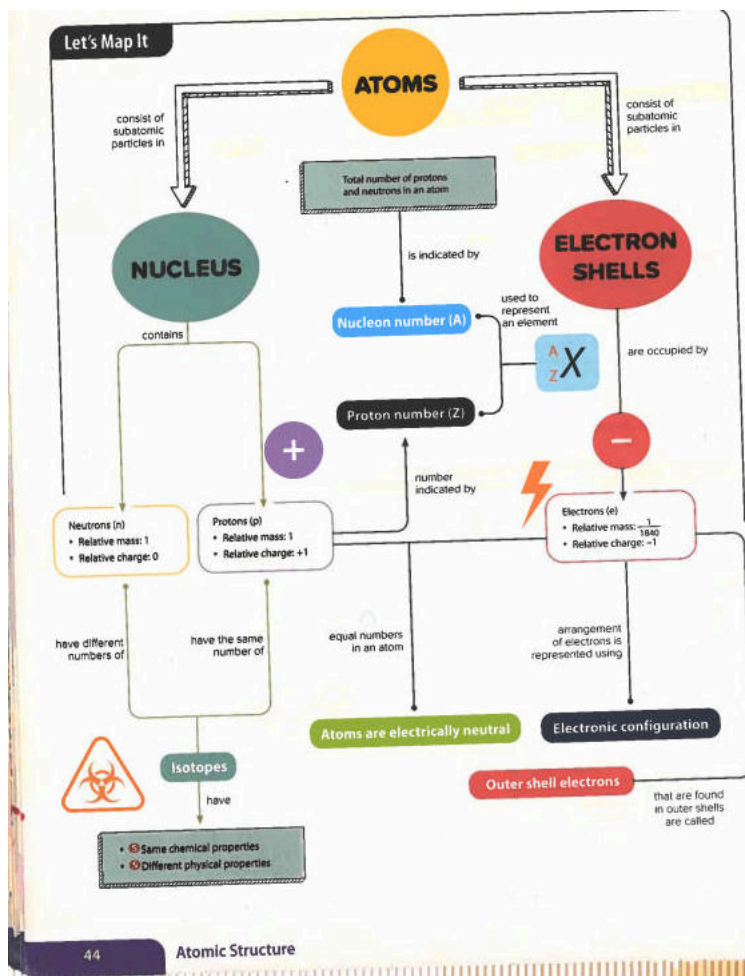 Let's Map It
ATOMS
consist of
subatomic
particles in
consist of
subatomic
particles in
Total number of protons
and neutrons in an atom
NUCLEUS
ELECTRON
SHELLS
is indicated by
used to
represent
an element
Nucleon number (A)
contains
A
Z X
are occupied by
Proton number (Z)
+
−
number
indicated by
Neutrons (n)
• Relative mass: 1
• Relative charge: 0
Protons (p)
• Relative mass: 1
• Relative charge: +1
Electrons (e)
• Relative mass: 1/1840
• Relative charge: −1
have different
numbers of
have the same
number of
equal numbers
in an atom
arrangement
of electrons is
represented using
Atoms are electrically neutral
Electronic configuration
Isotopes
Outer shell electrons
have
that are found
in outer shells
are called
• Same chemical properties
• Different physical properties
44
Atomic Structure